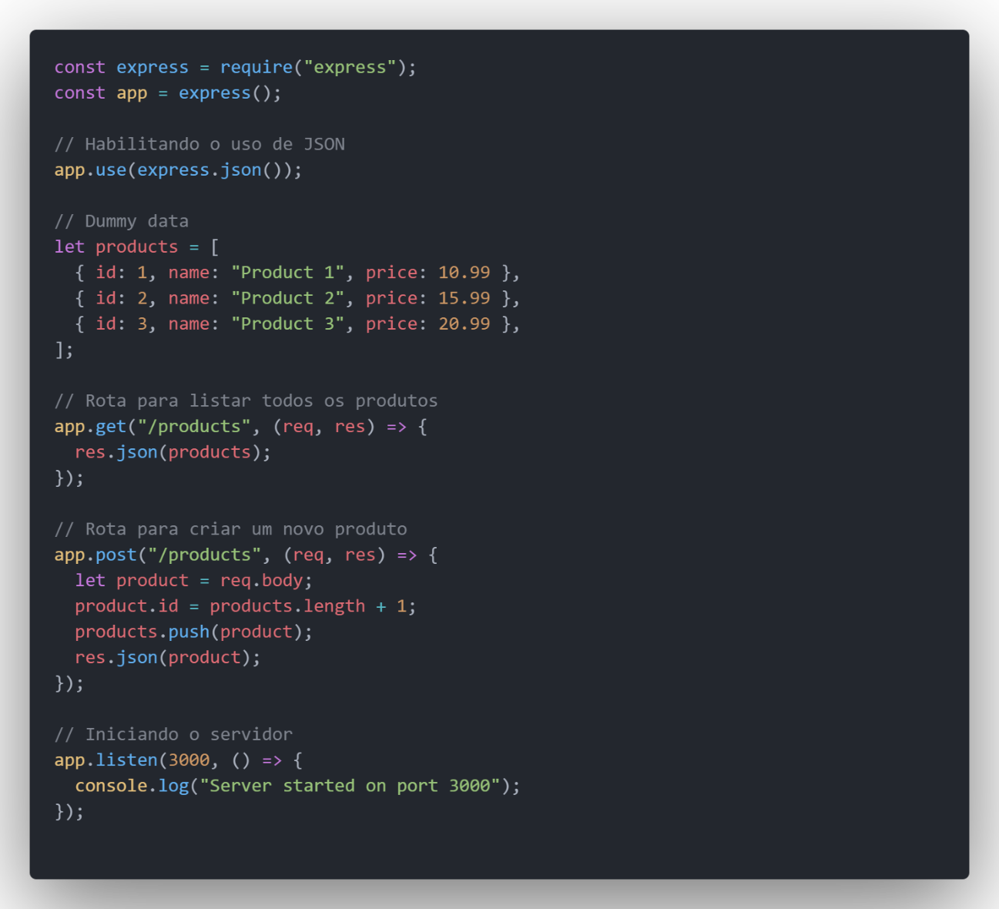 const express = require("express");
const app = express();

// Habilitando o uso de JSON
app.use(express.json());

// Dummy data
let products = [
  { id: 1, name: "Product 1", price: 10.99 },
  { id: 2, name: "Product 2", price: 15.99 },
  { id: 3, name: "Product 3", price: 20.99 },
];

// Rota para listar todos os produtos
app.get("/products", (req, res) => {
  res.json(products);
});

// Rota para criar um novo produto
app.post("/products", (req, res) => {
  let product = req.body;
  product.id = products.length + 1;
  products.push(product);
  res.json(product);
});

// Iniciando o servidor
app.listen(3000, () => {
  console.log("Server started on port 3000");
});